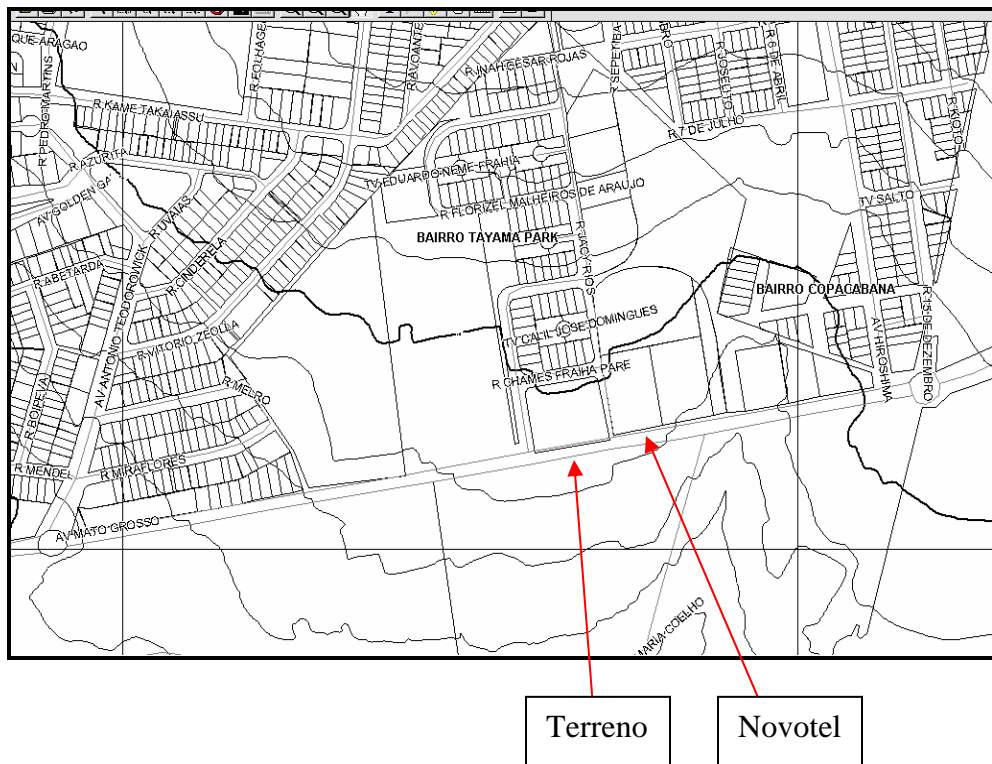 QUE ARAGAO
R PEDRO MARTINS
R FOLHAGE
R AVOANTE
R INAH CESAR ROJAS
R SEPETIBA
BRO
R JOSELITO
R 6 DE ABRIL
R KAME TAKAIASSU
R 7 DE JULHO
R KIOTO
R AZURITA
TV EDUARDO NEME FRAHIA
AV GOLDEN GA
R UVAIAS
R FLORIZEL MALHEIROS DE ARAUJO
TV SALTO
BAIRRO TAYAMA PARK
R JACY RIOS
R ABETARDA
R CINDERELA
BAIRRO COPACABANA
AV ANTONIO TEODOROWICK
R VITORIO ZEOLLA
TV CALIL JOSE DOMINGUES
AV HIROSHIMA
R 15 DE DEZEMBRO
R CHAMES FRAIHA PARE
R MELRO
R BOIPEVA
R MENDEL
R MIRAFLORES
AV MATO GROSSO
MARIA COELHO
Terreno
Novotel